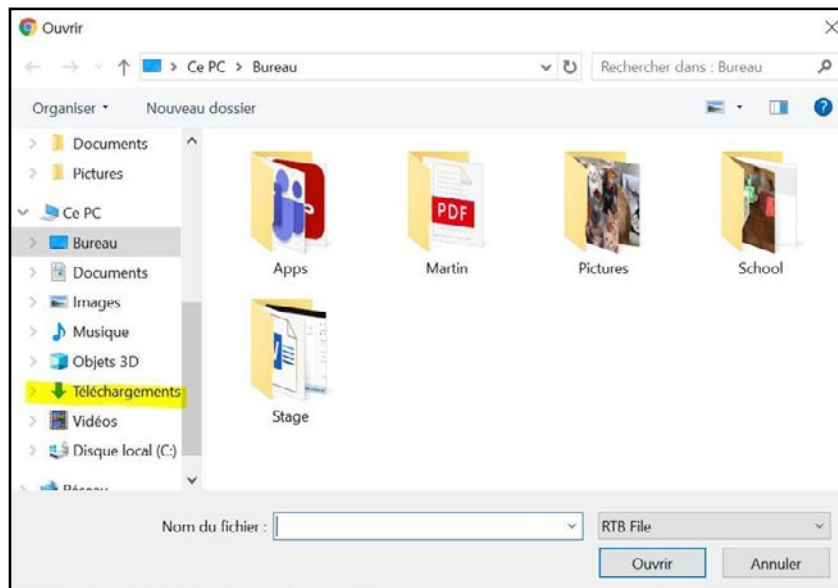 Ouvrir
Ce PC > Bureau
Rechercher dans : Bureau
Organiser
Nouveau dossier
Documents
Pictures
Ce PC
Bureau
Documents
Images
Musique
Objets 3D
Téléchargements
Vidéos
Disque local (C:)
Réseau
Apps
Martin
Pictures
School
PDF
Stage
Nom du fichier :
RTB File
Ouvrir
Annuler